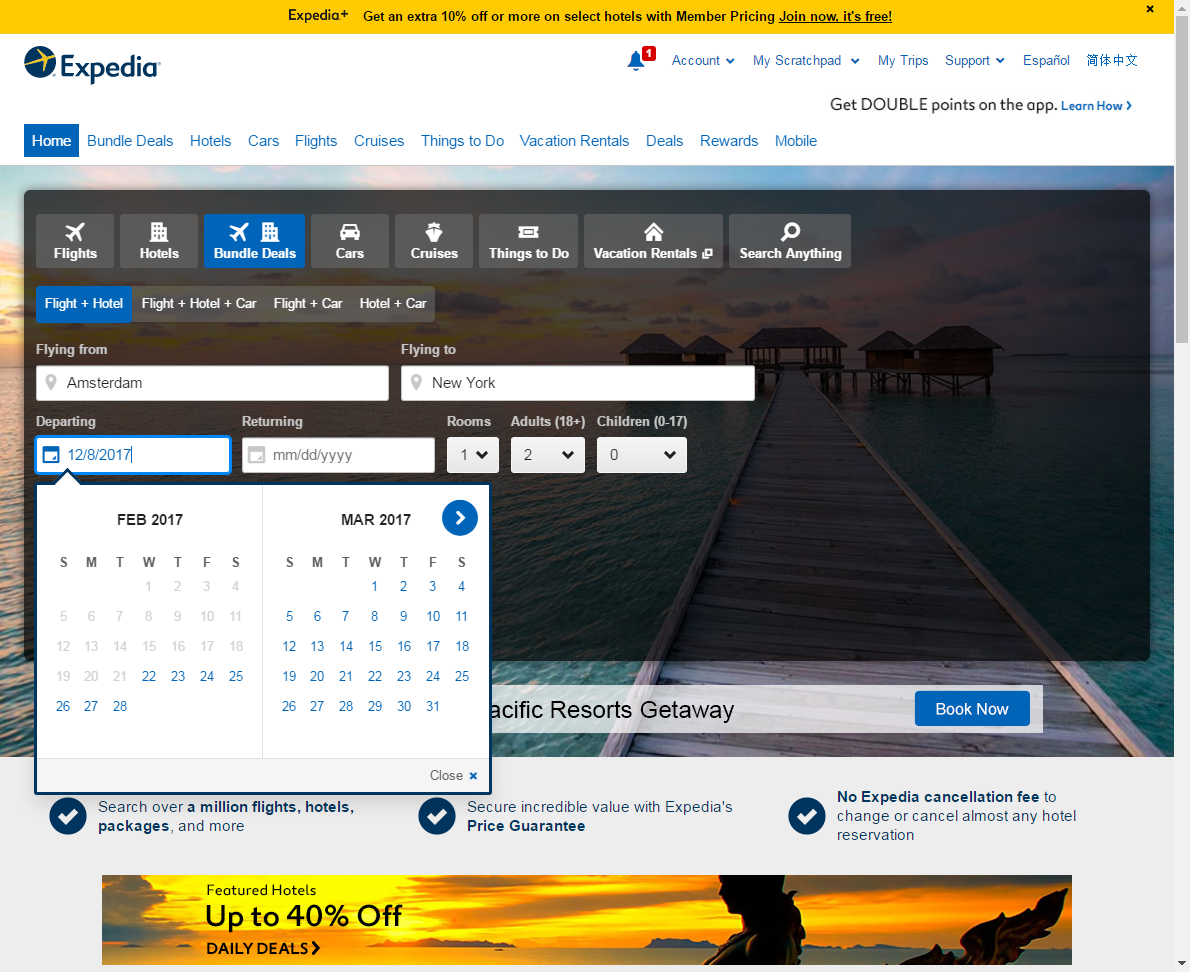 Expedia+ Get an extra 10% off or more on select hotels with Member Pricing Join now, it's free!
Expedia
1 Account My Scratchpad My Trips Support Español 简体中文
Get DOUBLE points on the app. Learn How
Home Bundle Deals Hotels Cars Flights Cruises Things to Do Vacation Rentals Deals Rewards Mobile
Flights Hotels Bundle Deals Cars Cruises Things to Do Vacation Rentals Search Anything
Flight + Hotel Flight + Hotel + Car Flight + Car Hotel + Car
Flying from Flying to
Amsterdam New York
Departing Returning Rooms Adults (18+) Children (0-17)
12/8/2017 mm/dd/yyyy 1 2 0
FEB 2017 MAR 2017
S M T W T F S S M T W T F S
1 2 3 4 1 2 3 4
5 6 7 8 9 10 11 5 6 7 8 9 10 11
12 13 14 15 16 17 18 12 13 14 15 16 17 18
19 20 21 22 23 24 25 19 20 21 22 23 24 25
26 27 28 26 27 28 29 30 31
acific Resorts Getaway Book Now
Close ×
Search over a million flights, hotels,
packages, and more
Secure incredible value with Expedia's
Price Guarantee
No Expedia cancellation fee to
change or cancel almost any hotel
reservation
Featured Hotels
Up to 40% Off
DAILY DEALS